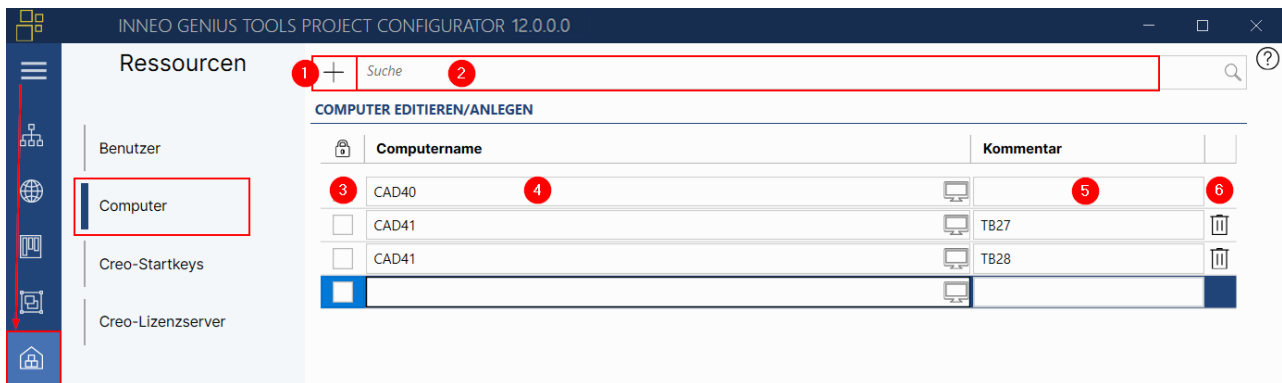 INNEO GENIUS TOOLS PROJECT CONFIGURATOR 12.0.0.0
Ressourcen
1 Suche 2
COMPUTER EDITIEREN/ANLEGEN
Benutzer
Computer
Creo-Startkeys
Creo-Lizenzserver
Computername Kommentar
3 CAD40 4 5 6
CAD41 TB27
CAD41 TB28
?